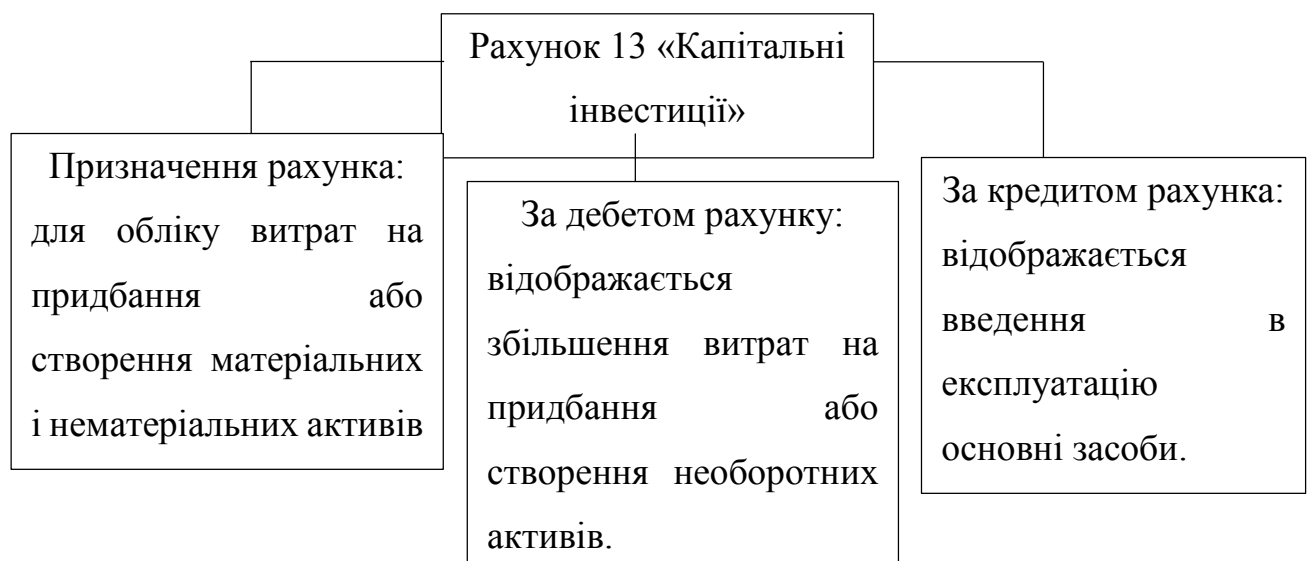 Рахунок 13 «Капітальні
інвестиції»
Призначення рахунка:
для обліку витрат на
придбання або
створення матеріальних
і нематеріальних активів
За дебетом рахунку:
відображається
збільшення витрат на
придбання або
створення необоротних
активів.
За кредитом рахунка:
відображається
введення в
експлуатацію
основні засоби.